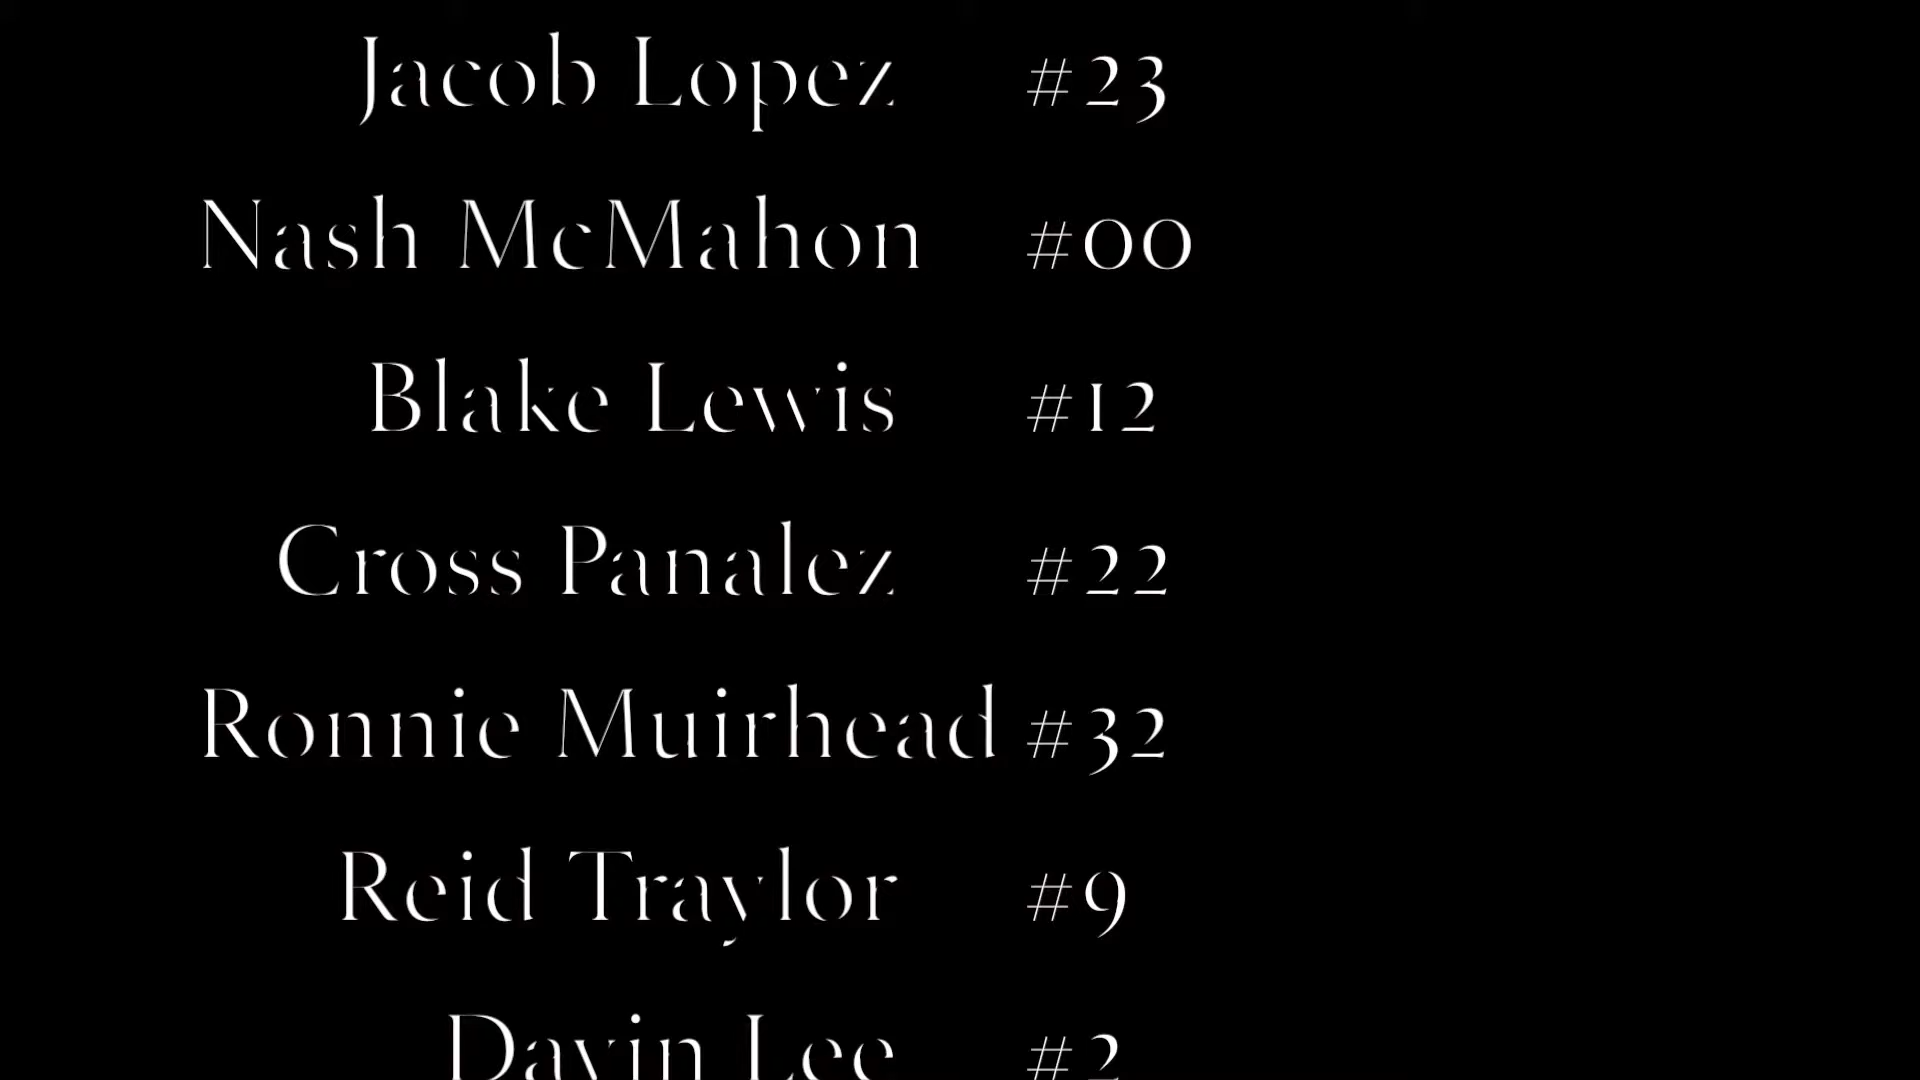 Jacob Lopez #23
Nash McMahon #00
Blake Lewis #12
Cross Panalez #22
Ronnie Muirhead #32
Reid Traylor #9
Davin Lee #2